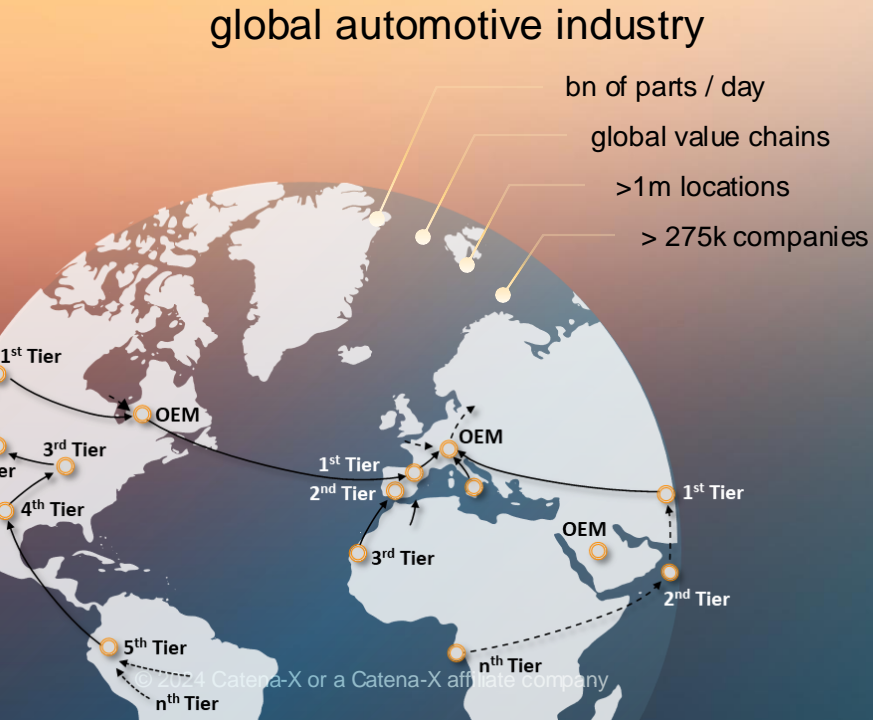 global automotive industry
bn of parts / day
global value chains
>1m locations
> 275k companies
1st Tier
OEM
OEM
3rd Tier
1st Tier
er
2nd Tier
1st Tier
4th Tier
OEM
3rd Tier
2nd Tier
5th Tier
nth Tier
© 2024 Catena-X or a Catena-X affiliate company
nth Tier